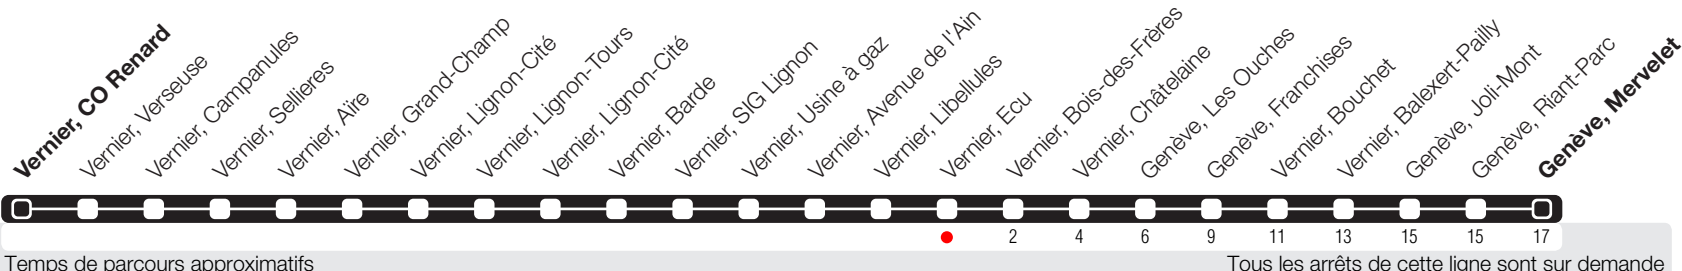 Vernier, CO Renard
Vernier, Verseuse
Vernier, Campanules
Vernier, Sellieres
Vernier, Aïre
Vernier, Grand-Champ
Vernier, Lignon-Cité
Vernier, Lignon-Tours
Vernier, Lignon-Cité
Vernier, Barde
Vernier, SIG Lignon
Vernier, Usine à gaz
Vernier, Avenue de l'Ain
Vernier, Libellules
Vernier, Ecu
Vernier, Bois-des-Frères
Vernier, Châtelaine
Genève, Les Ouches
Genève, Franchises
Vernier, Bouchet
Vernier, Balexert-Pailly
Genève, Joli-Mont
Genève, Riant-Parc
Genève, Mervelet
2 4 6 9 11 13 15 15 17
Temps de parcours approximatifs
Tous les arrêts de cette ligne sont sur demande